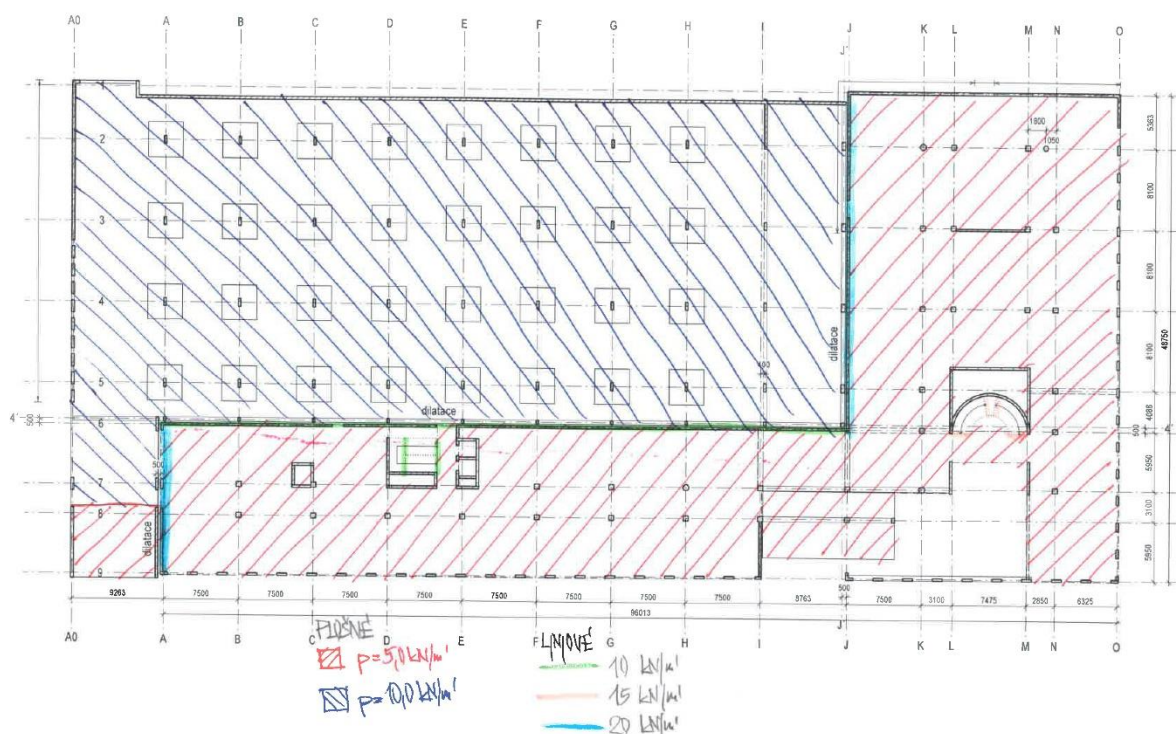 A0 A B C D E F G H I J K L M N O
J'
1
2
3
4
5
6
4'
7
8
9
500
500
dilatace
dilatace
dilatace
400
1800
1050
5363
8100
8100
8100
4086
500
5950
3100
5950
48750
4'
9263 7500 7500 7500 7500 7500 7500 7500 7500 8763 500 7500 3100 7475 2850 6325
96013
A0 A B C D E F G H I J K L M N O
J'
PLOŠNÉ
p=5,0 kN/m'
p=10,0 kN/m'
LINIOVÉ
10 kN/m'
15 kN/m'
20 kN/m'